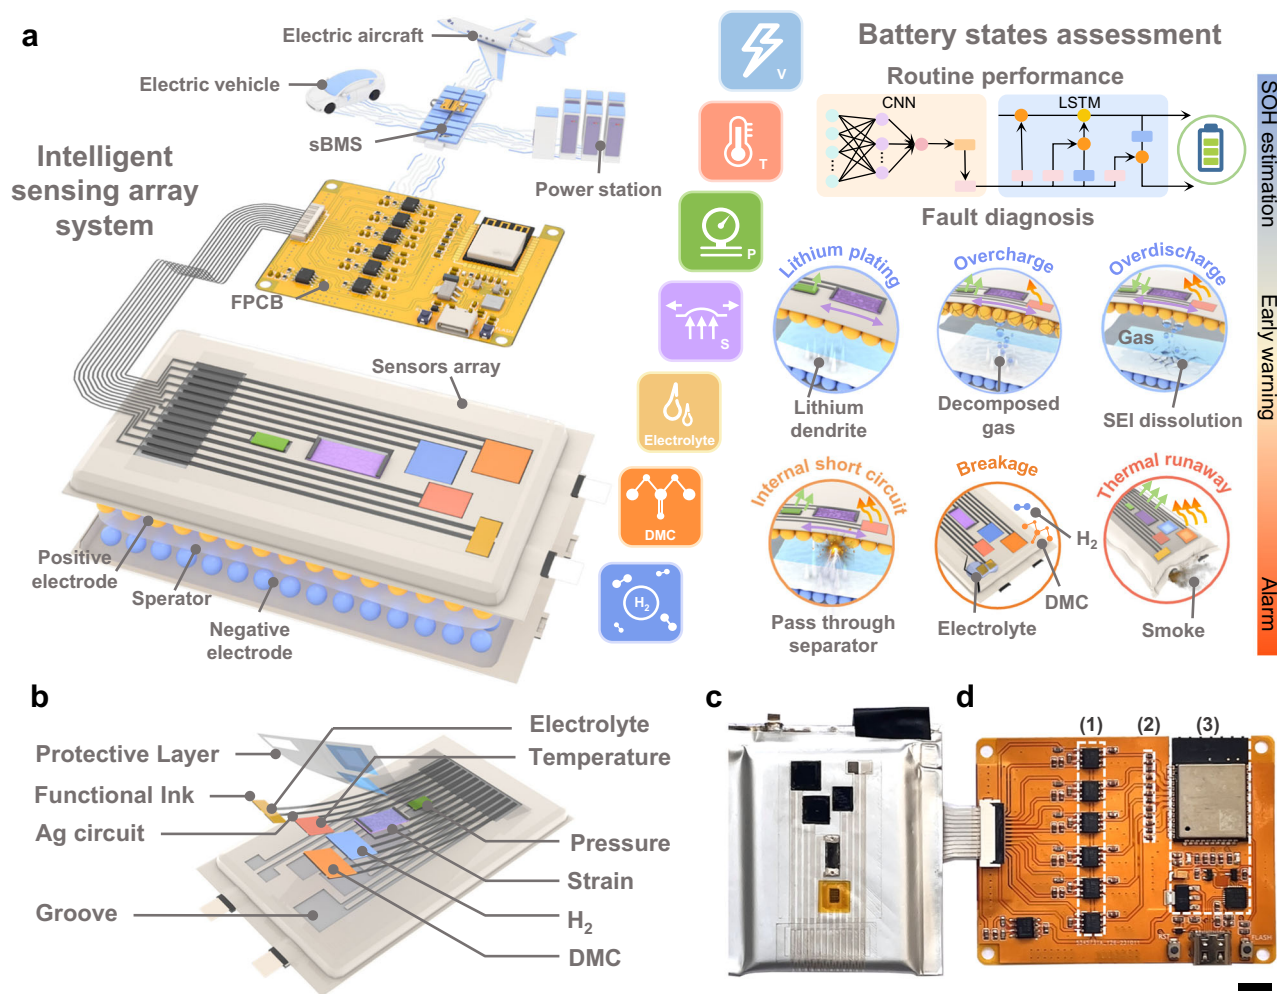 a
Electric aircraft
Electric vehicle
sBMS
Power station
Intelligent
sensing array
system
FPCB
Sensors array
Positive
electrode
Sperator
Negative
electrode
V
T
P
S
Electrolyte
DMC
H2
Battery states assessment
Routine performance
CNN
LSTM
Fault diagnosis
Lithium plating
Overcharge
Overdischarge
Gas
Lithium
dendrite
Decomposed
gas
SEI dissolution
Internal short circuit
Breakage
Thermal runaway
H2
DMC
Pass through
separator
Electrolyte
Smoke
SOH estimation
Early warning
Alarm
b
Protective Layer
Functional Ink
Ag circuit
Groove
Electrolyte
Temperature
Pressure
Strain
H2
DMC
c
d
(1)
(2)
(3)
RST
FLASH